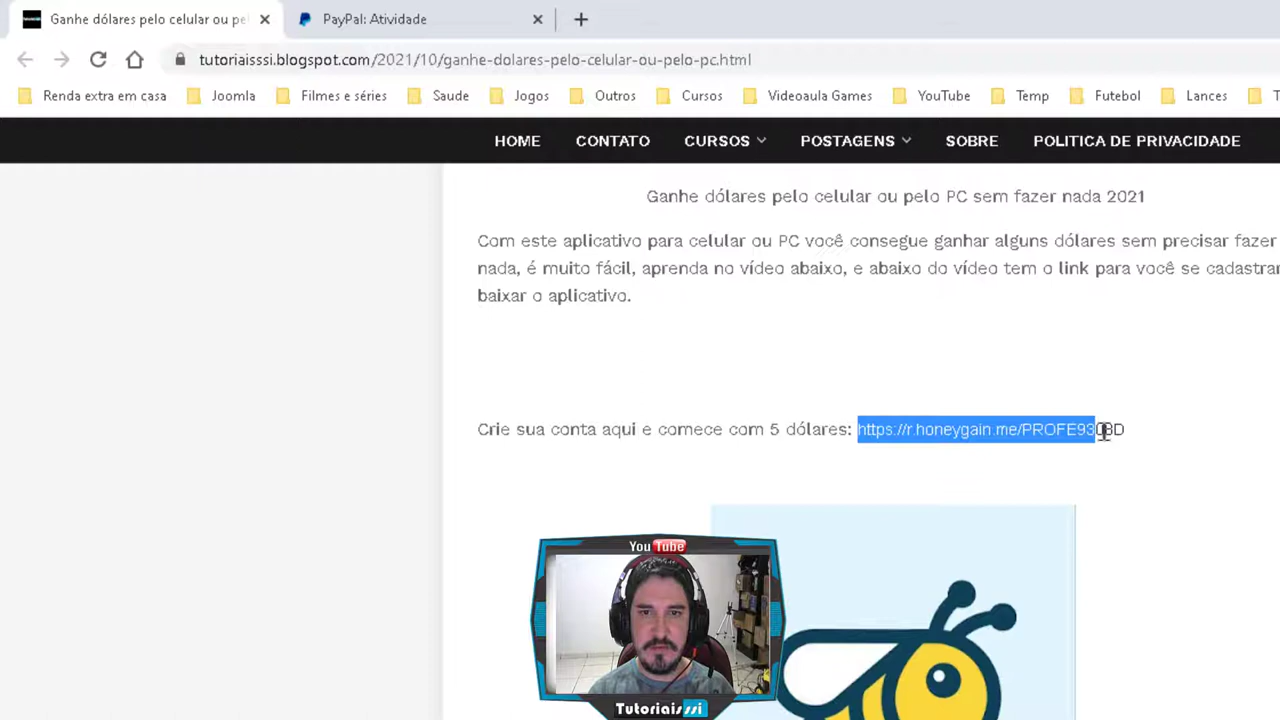 Ganhe dólares pelo celular ou pe
PayPal: Atividade
tutoriaisssi.blogspot.com/2021/10/ganhe-dolares-pelo-celular-ou-pelo-pc.html
Renda extra em casa Joomla Filmes e séries Saude Jogos Outros Cursos Videoaula Games YouTube Temp Futebol Lances T
HOME CONTATO CURSOS POSTAGENS SOBRE POLITICA DE PRIVACIDADE
Ganhe dólares pelo celular ou pelo PC sem fazer nada 2021
Com este aplicativo para celular ou PC você consegue ganhar alguns dólares sem precisar fazer
nada, é muito fácil, aprenda no vídeo abaixo, e abaixo do vídeo tem o link para você se cadastrar
baixar o aplicativo.
Crie sua conta aqui e comece com 5 dólares: https://r.honeygain.me/PROFE9303D
You Tube
Tutoriaisssi